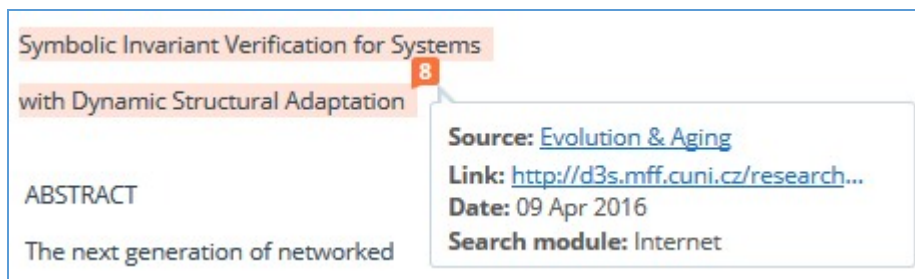 Symbolic Invariant Verification for Systems
8
with Dynamic Structural Adaptation
Source: Evolution & Aging
Link: http://d3s.mff.cuni.cz/research...
Date: 09 Apr 2016
Search module: Internet
ABSTRACT
The next generation of networked